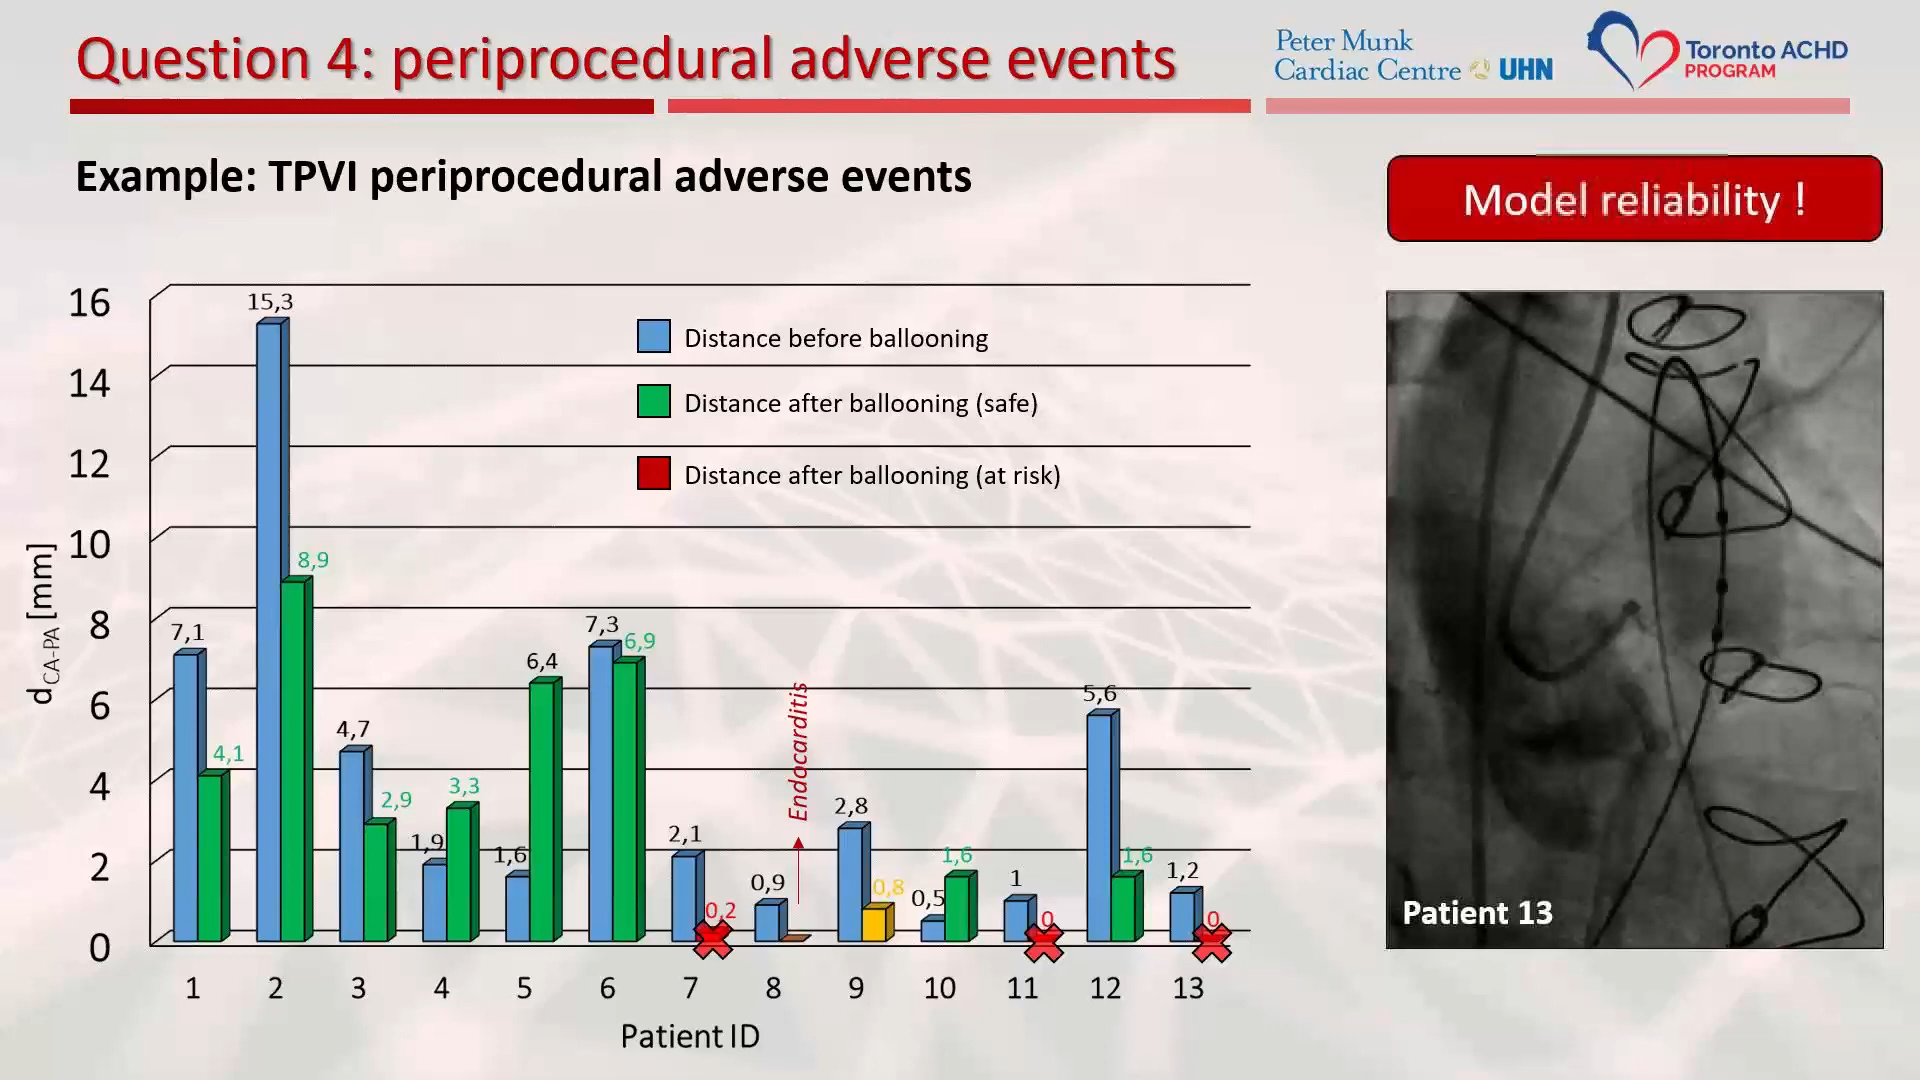 Question 4: periprocedural adverse events
Peter Munk
Cardiac Centre UHN
Toronto ACHD
PROGRAM
Example: TPVI periprocedural adverse events
Model reliability !
Distance before ballooning
Distance after ballooning (safe)
Distance after ballooning (at risk)
dCA-PA [mm]
16
14
12
10
8
6
4
2
0
7,1
4,1
15,3
8,9
4,7
2,9
1,9
3,3
1,6
6,4
7,3
6,9
2,1
0,2
0,9
Endocarditis
2,8
0,8
0,5
1,6
1
0
5,6
1,6
1,2
0
1 2 3 4 5 6 7 8 9 10 11 12 13
Patient ID
Patient 13